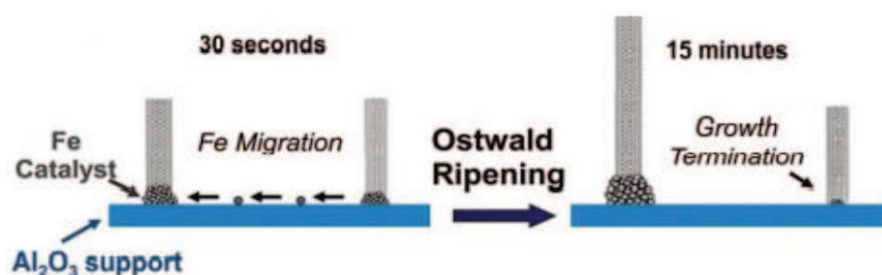 30 seconds
15 minutes
Fe
Catalyst
Fe Migration
Ostwald
Ripening
Growth
Termination
Al₂O₃ support